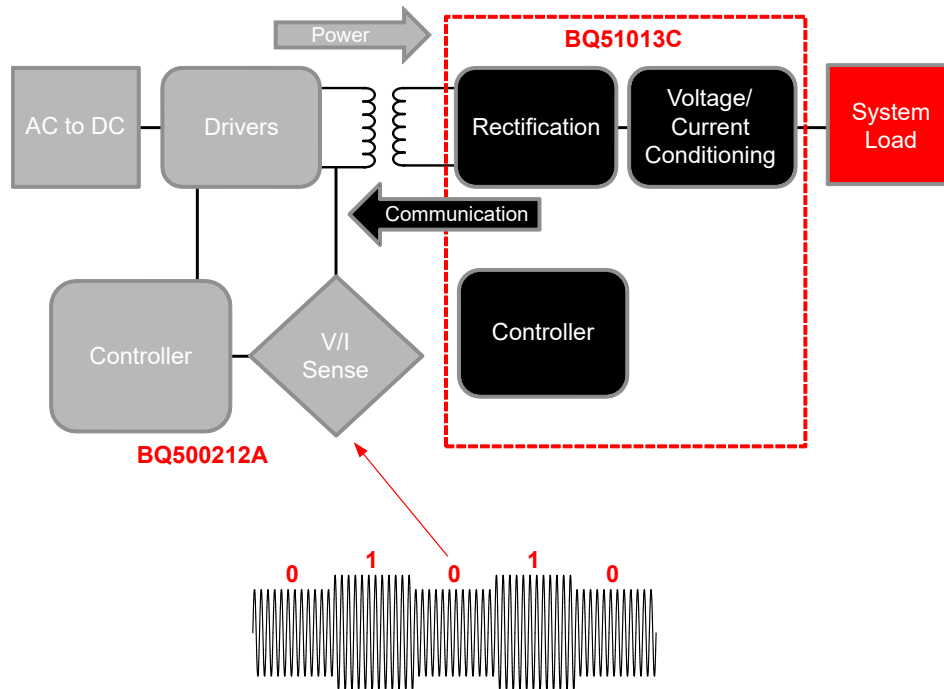 Power
BQ51013C
AC to DC
Drivers
Rectification
Voltage/
Current
Conditioning
System
Load
Communication
Controller
V/I
Sense
Controller
BQ500212A
0
1
0
1
0